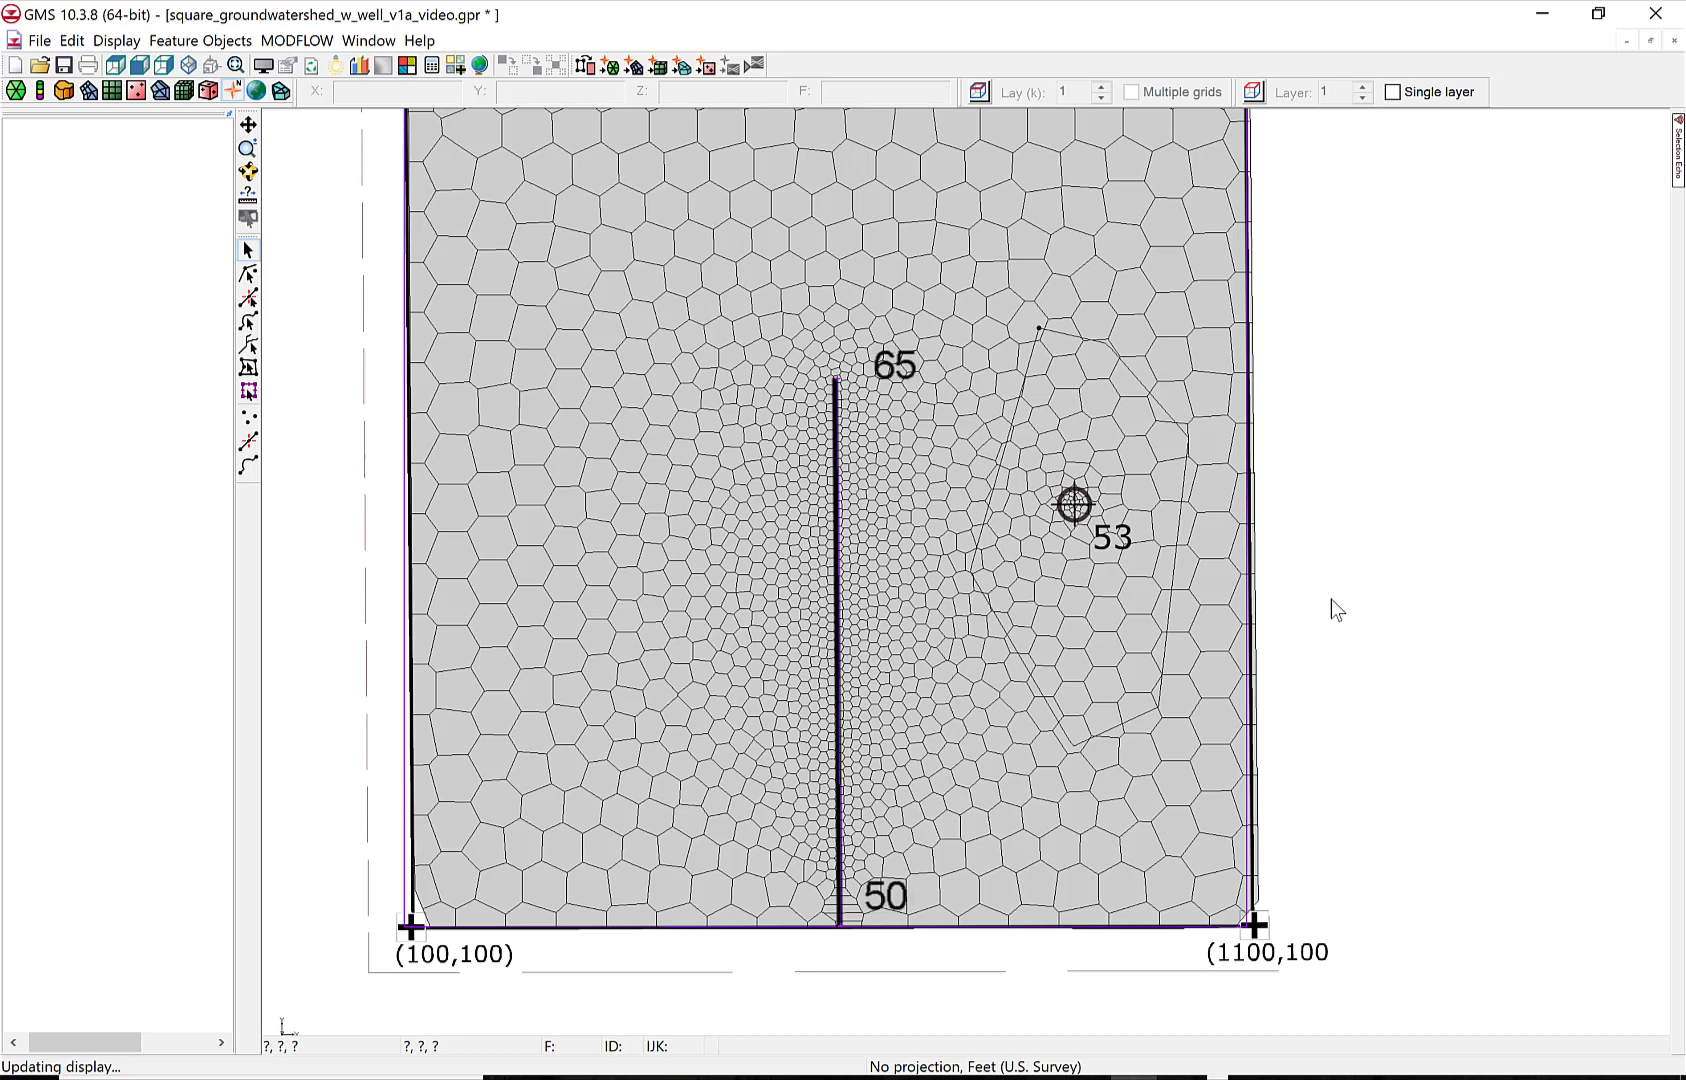 GMS 10.3.8 (64-bit) - [square_groundwatershed_w_well_v1a_video.gpr * ]
File Edit Display Feature Objects MODFLOW Window Help
X: Y: Z: F: Lay (k): 1 Multiple grids Layer: 1 Single layer
Selection Echo
65
53
50
(100,100)
(1100,100
?, ?, ? ?, ?, ? F: ID: IJK:
Updating display... No projection, Feet (U.S. Survey)